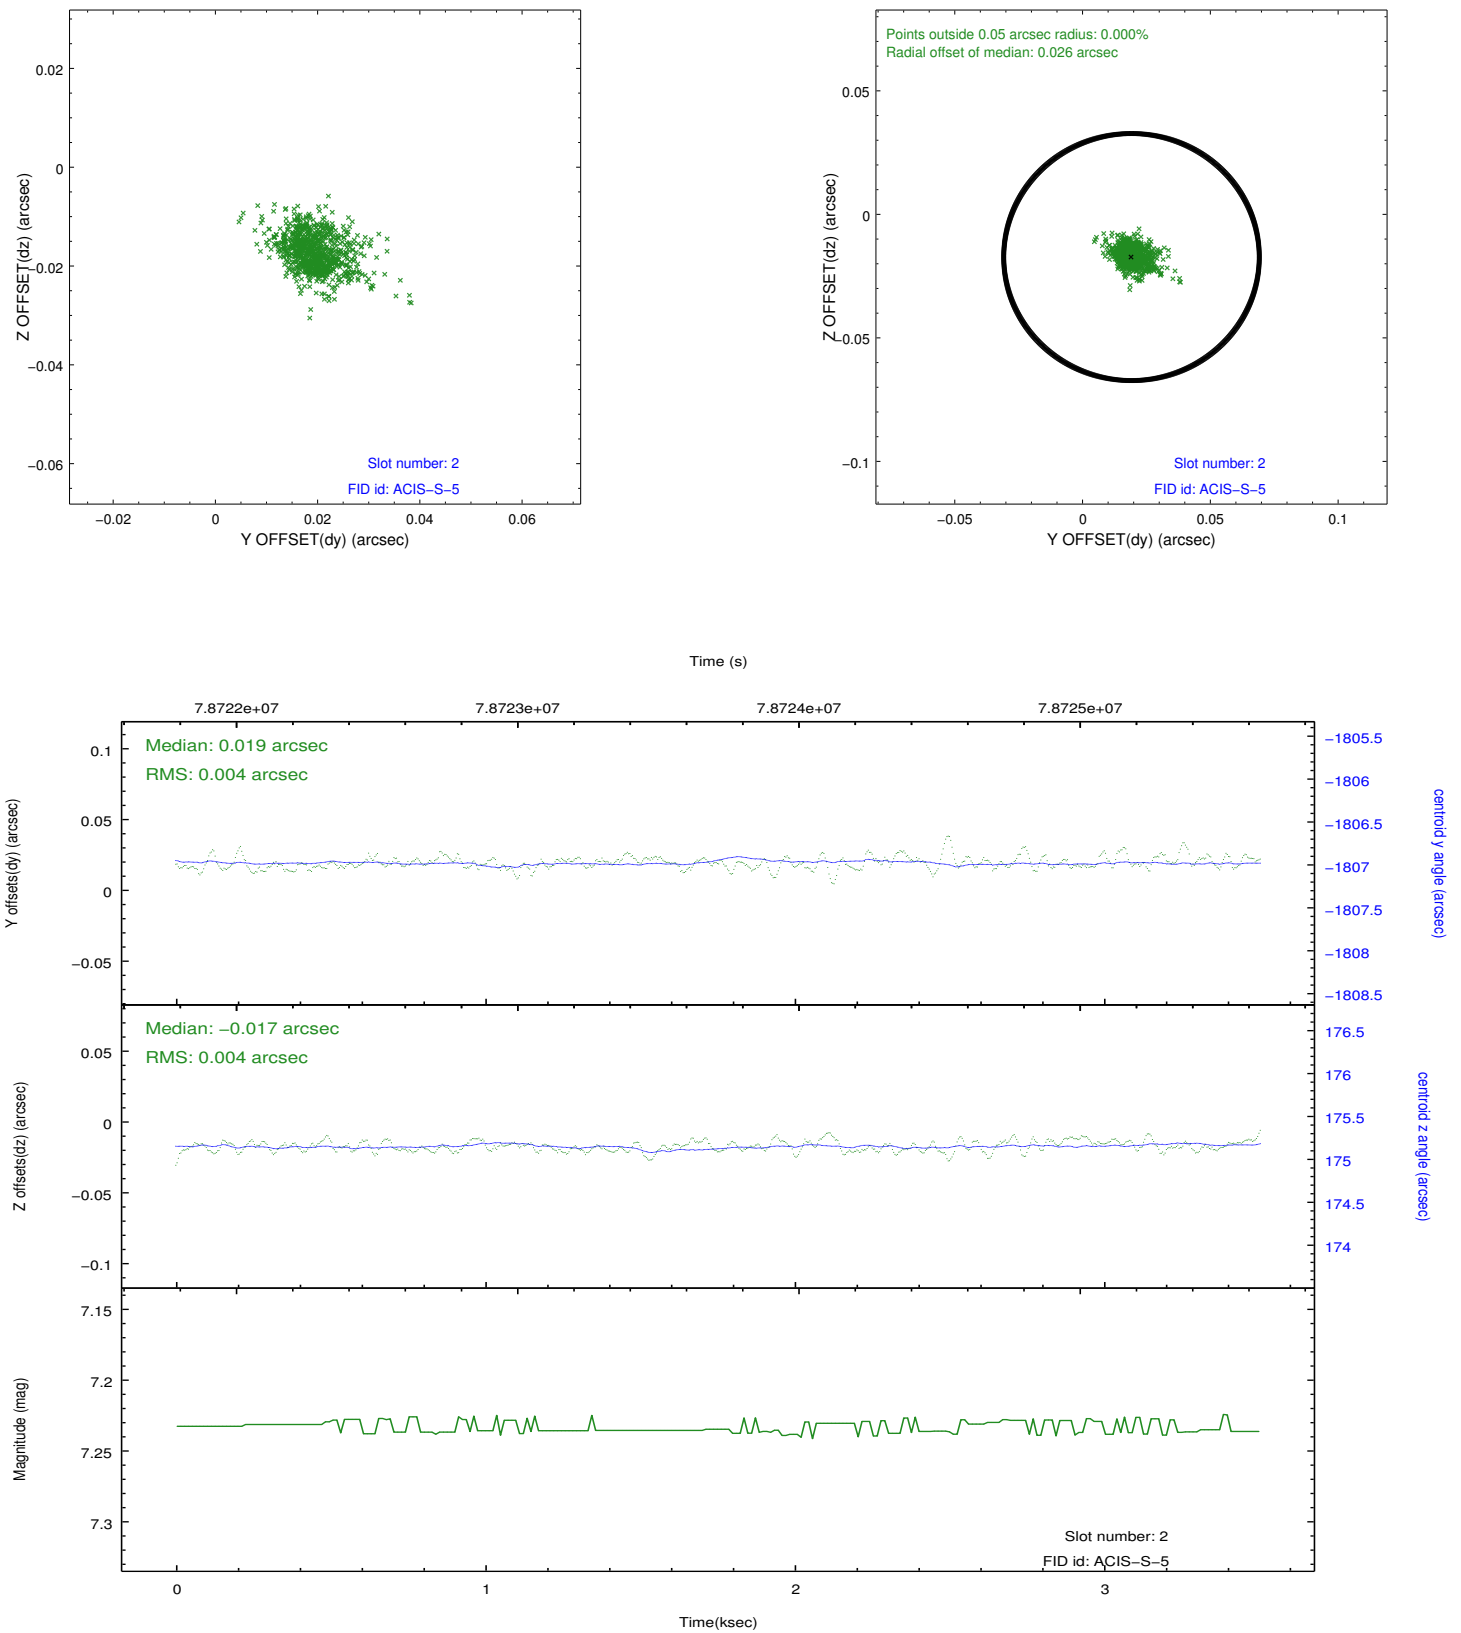 0.02
0
−0.02
−0.04
−0.06
Z OFFSET(dz) (arcsec)
Slot number: 2
FID id: ACIS−S−5
−0.02 0 0.02 0.04 0.06
Y OFFSET(dy) (arcsec)
Points outside 0.05 arcsec radius: 0.000%
Radial offset of median: 0.026 arcsec
0.05
0
−0.05
−0.1
Z OFFSET(dz) (arcsec)
Slot number: 2
FID id: ACIS−S−5
−0.05 0 0.05 0.1
Y OFFSET(dy) (arcsec)
Time (s)
7.8722e+07 7.8723e+07 7.8724e+07 7.8725e+07
Median: 0.019 arcsec
RMS: 0.004 arcsec
0.1
0.05
0
−0.05
Y offsets(dy) (arcsec)
−1805.5
−1806
−1806.5
−1807
−1807.5
−1808
−1808.5
centroid y angle (arcsec)
Median: −0.017 arcsec
RMS: 0.004 arcsec
0.05
0
−0.05
−0.1
Z offsets(dz) (arcsec)
176.5
176
175.5
175
174.5
174
centroid z angle (arcsec)
7.15
7.2
7.25
7.3
Magnitude (mag)
Slot number: 2
FID id: ACIS−S−5
0 1 2 3
Time(ksec)